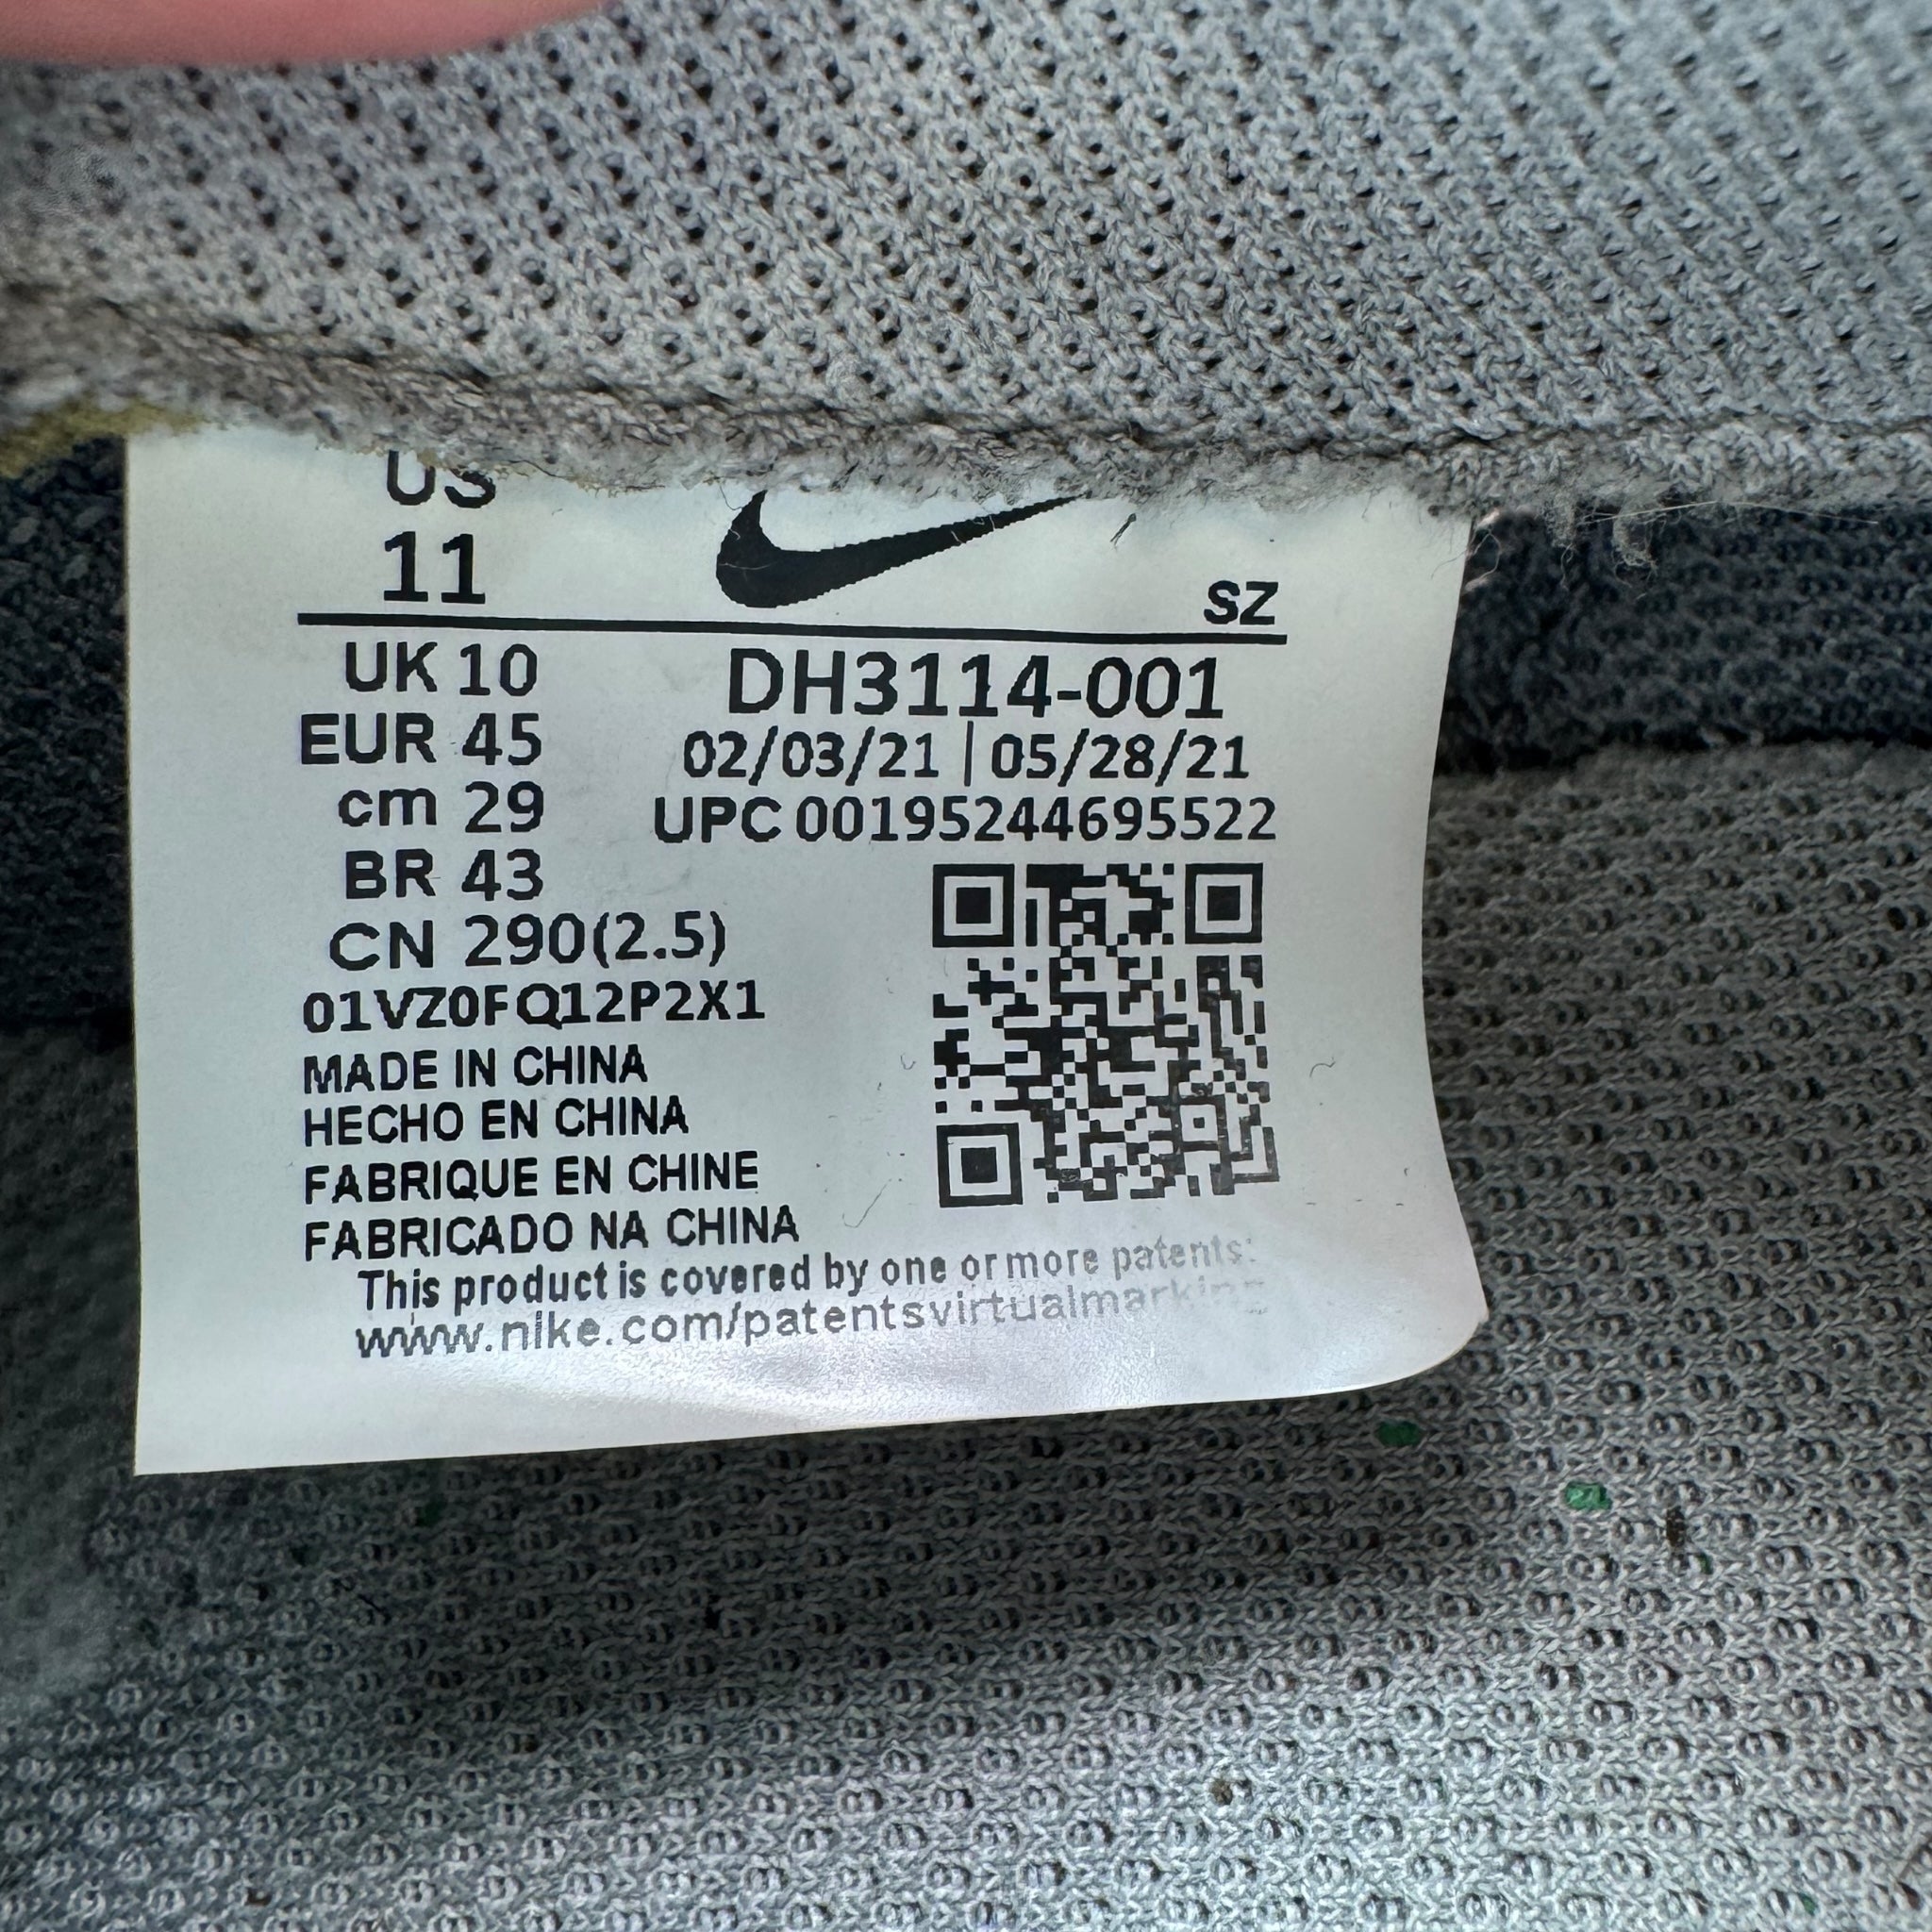 US
11
SZ
UK 10
EUR 45
cm 29
BR 43
CN 290(2.5)
DH3114-001
02/03/21 | 05/28/21
UPC 00195244695522
01VZ0FQ12P2X1
MADE IN CHINA
HECHO EN CHINA
FABRIQUE EN CHINE
FABRICADO NA CHINA
This product is covered by one or more patents:
www.nike.com/patentsvirtualmarking